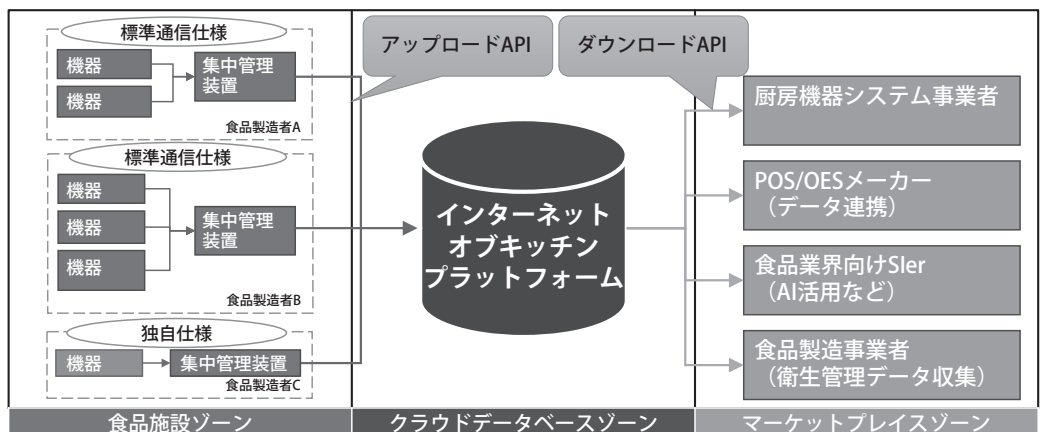 標準通信仕様
機器
機器
集中管理
装置
食品製造者A
標準通信仕様
機器
機器
機器
集中管理
装置
食品製造者B
独自仕様
機器
集中管理装置
食品製造者C
食品施設ゾーン
アップロードAPI
インターネット
オブキッチン
プラットフォーム
クラウドデータベースゾーン
ダウンロードAPI
厨房機器システム事業者
POS/OESメーカー
（データ連携）
食品業界向けSIer
（AI活用など）
食品製造事業者
（衛生管理データ収集）
マーケットプレイスゾーン